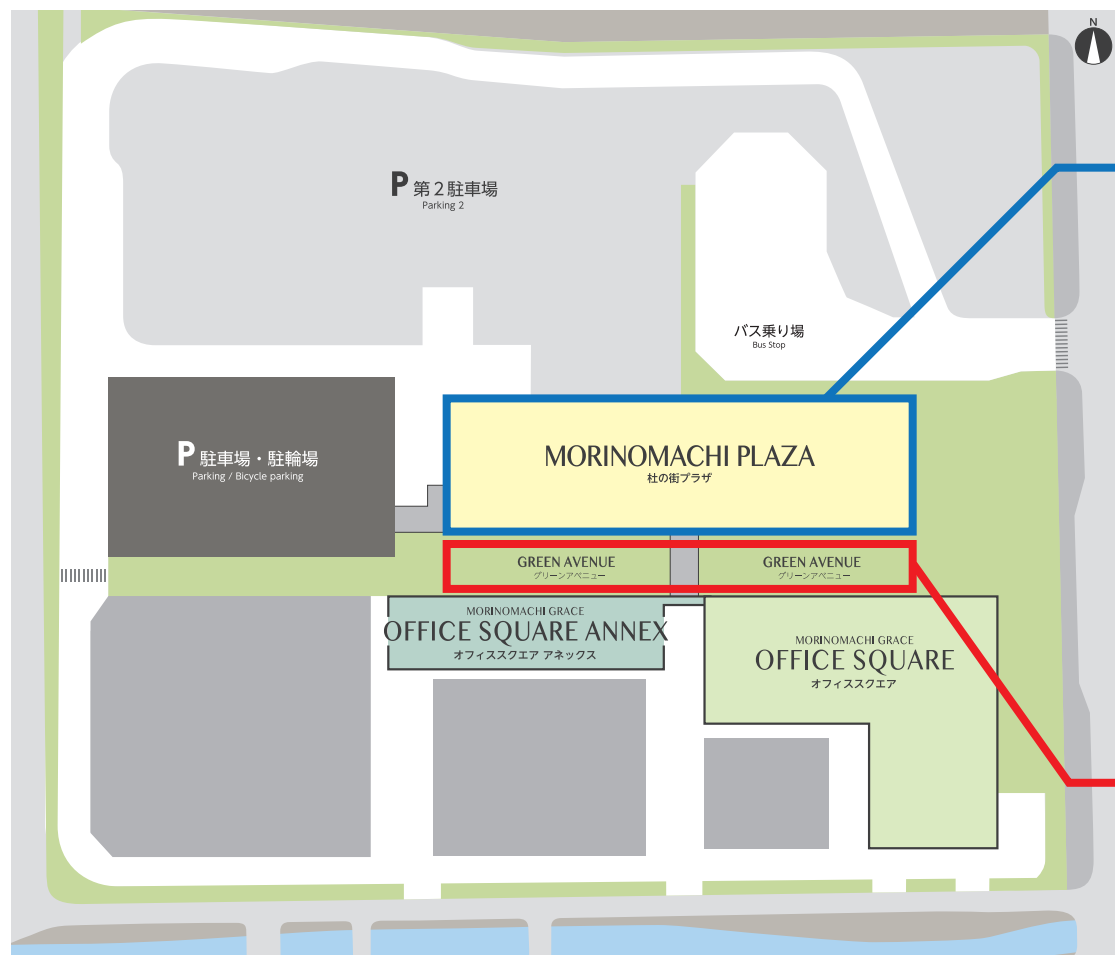 N
P 第2駐車場
Parking 2
バス乗り場
Bus Stop
P 駐車場・駐輪場
Parking / Bicycle parking
MORINOMACHI PLAZA
杜の街プラザ
GREEN AVENUE
グリーンアベニュー
GREEN AVENUE
グリーンアベニュー
MORINOMACHI GRACE
OFFICE SQUARE ANNEX
オフィススクエア アネックス
MORINOMACHI GRACE
OFFICE SQUARE
オフィススクエア